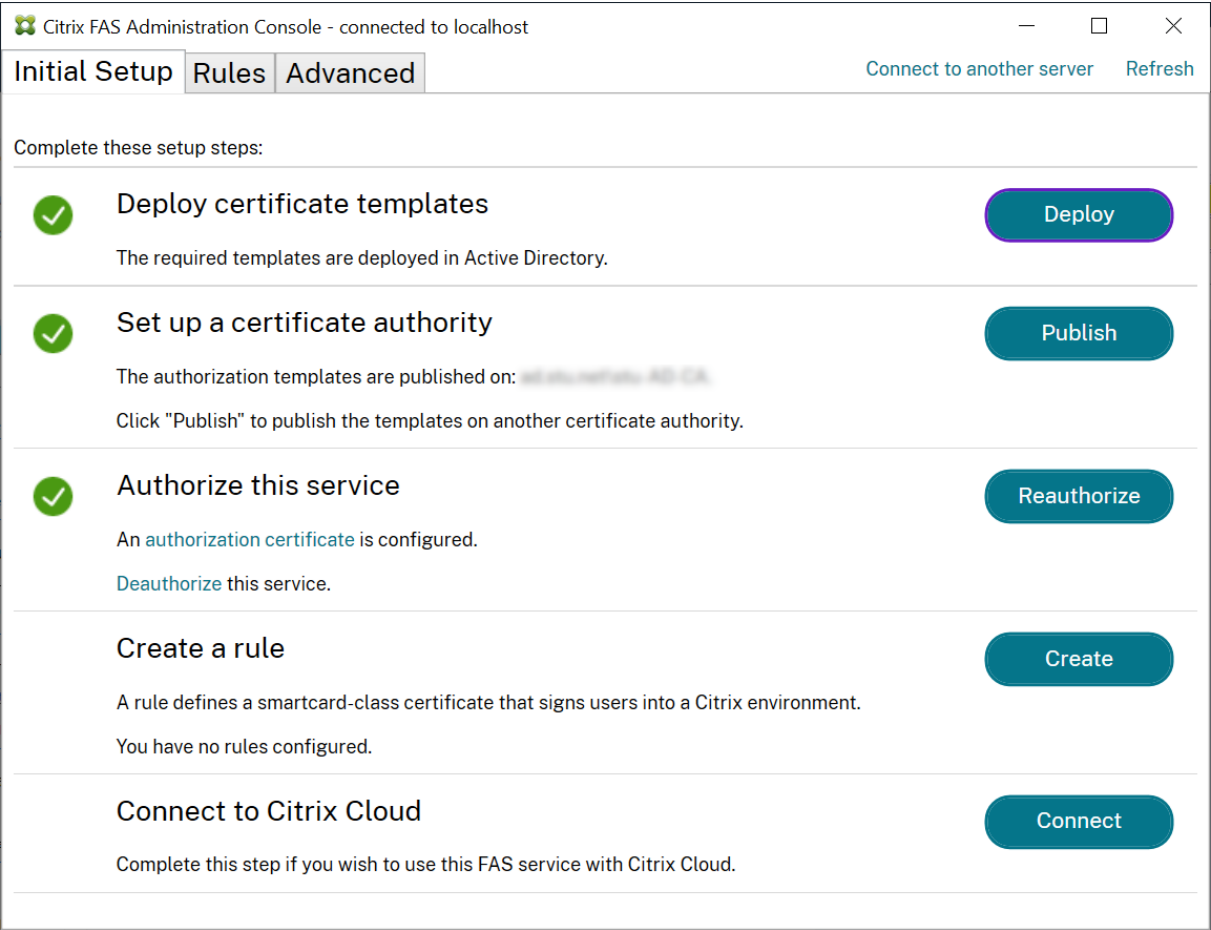 Citrix FAS Administration Console - connected to localhost
Initial Setup Rules Advanced Connect to another server Refresh
Complete these setup steps:
Deploy certificate templates Deploy
The required templates are deployed in Active Directory.
Set up a certificate authority Publish
The authorization templates are published on:
Click "Publish" to publish the templates on another certificate authority.
Authorize this service Reauthorize
An authorization certificate is configured.
Deauthorize this service.
Create a rule Create
A rule defines a smartcard-class certificate that signs users into a Citrix environment.
You have no rules configured.
Connect to Citrix Cloud Connect
Complete this step if you wish to use this FAS service with Citrix Cloud.